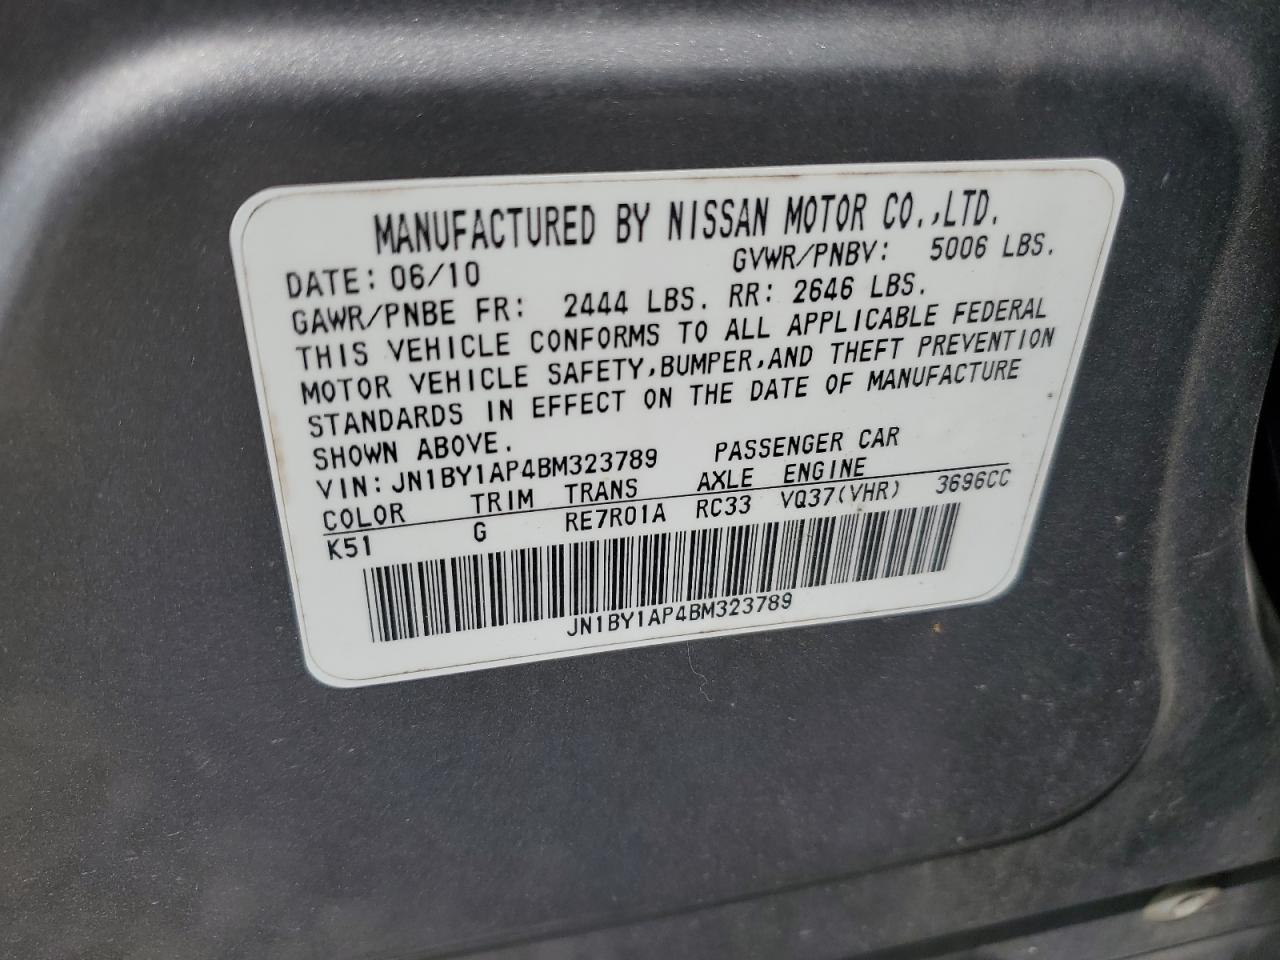 MANUFACTURED BY NISSAN MOTOR CO.,LTD.
DATE: 06/10 GVWR/PNBV: 5006 LBS.
GAWR/PNBE FR: 2444 LBS. RR: 2646 LBS.
THIS VEHICLE CONFORMS TO ALL APPLICABLE FEDERAL
MOTOR VEHICLE SAFETY,BUMPER,AND THEFT PREVENTION
STANDARDS IN EFFECT ON THE DATE OF MANUFACTURE
SHOWN ABOVE.
VIN: JN1BY1AP4BM323789 PASSENGER CAR
COLOR TRIM TRANS AXLE ENGINE
K51 G RE7R01A RC33 VQ37(VHR) 3696CC
JN1BY1AP4BM323789